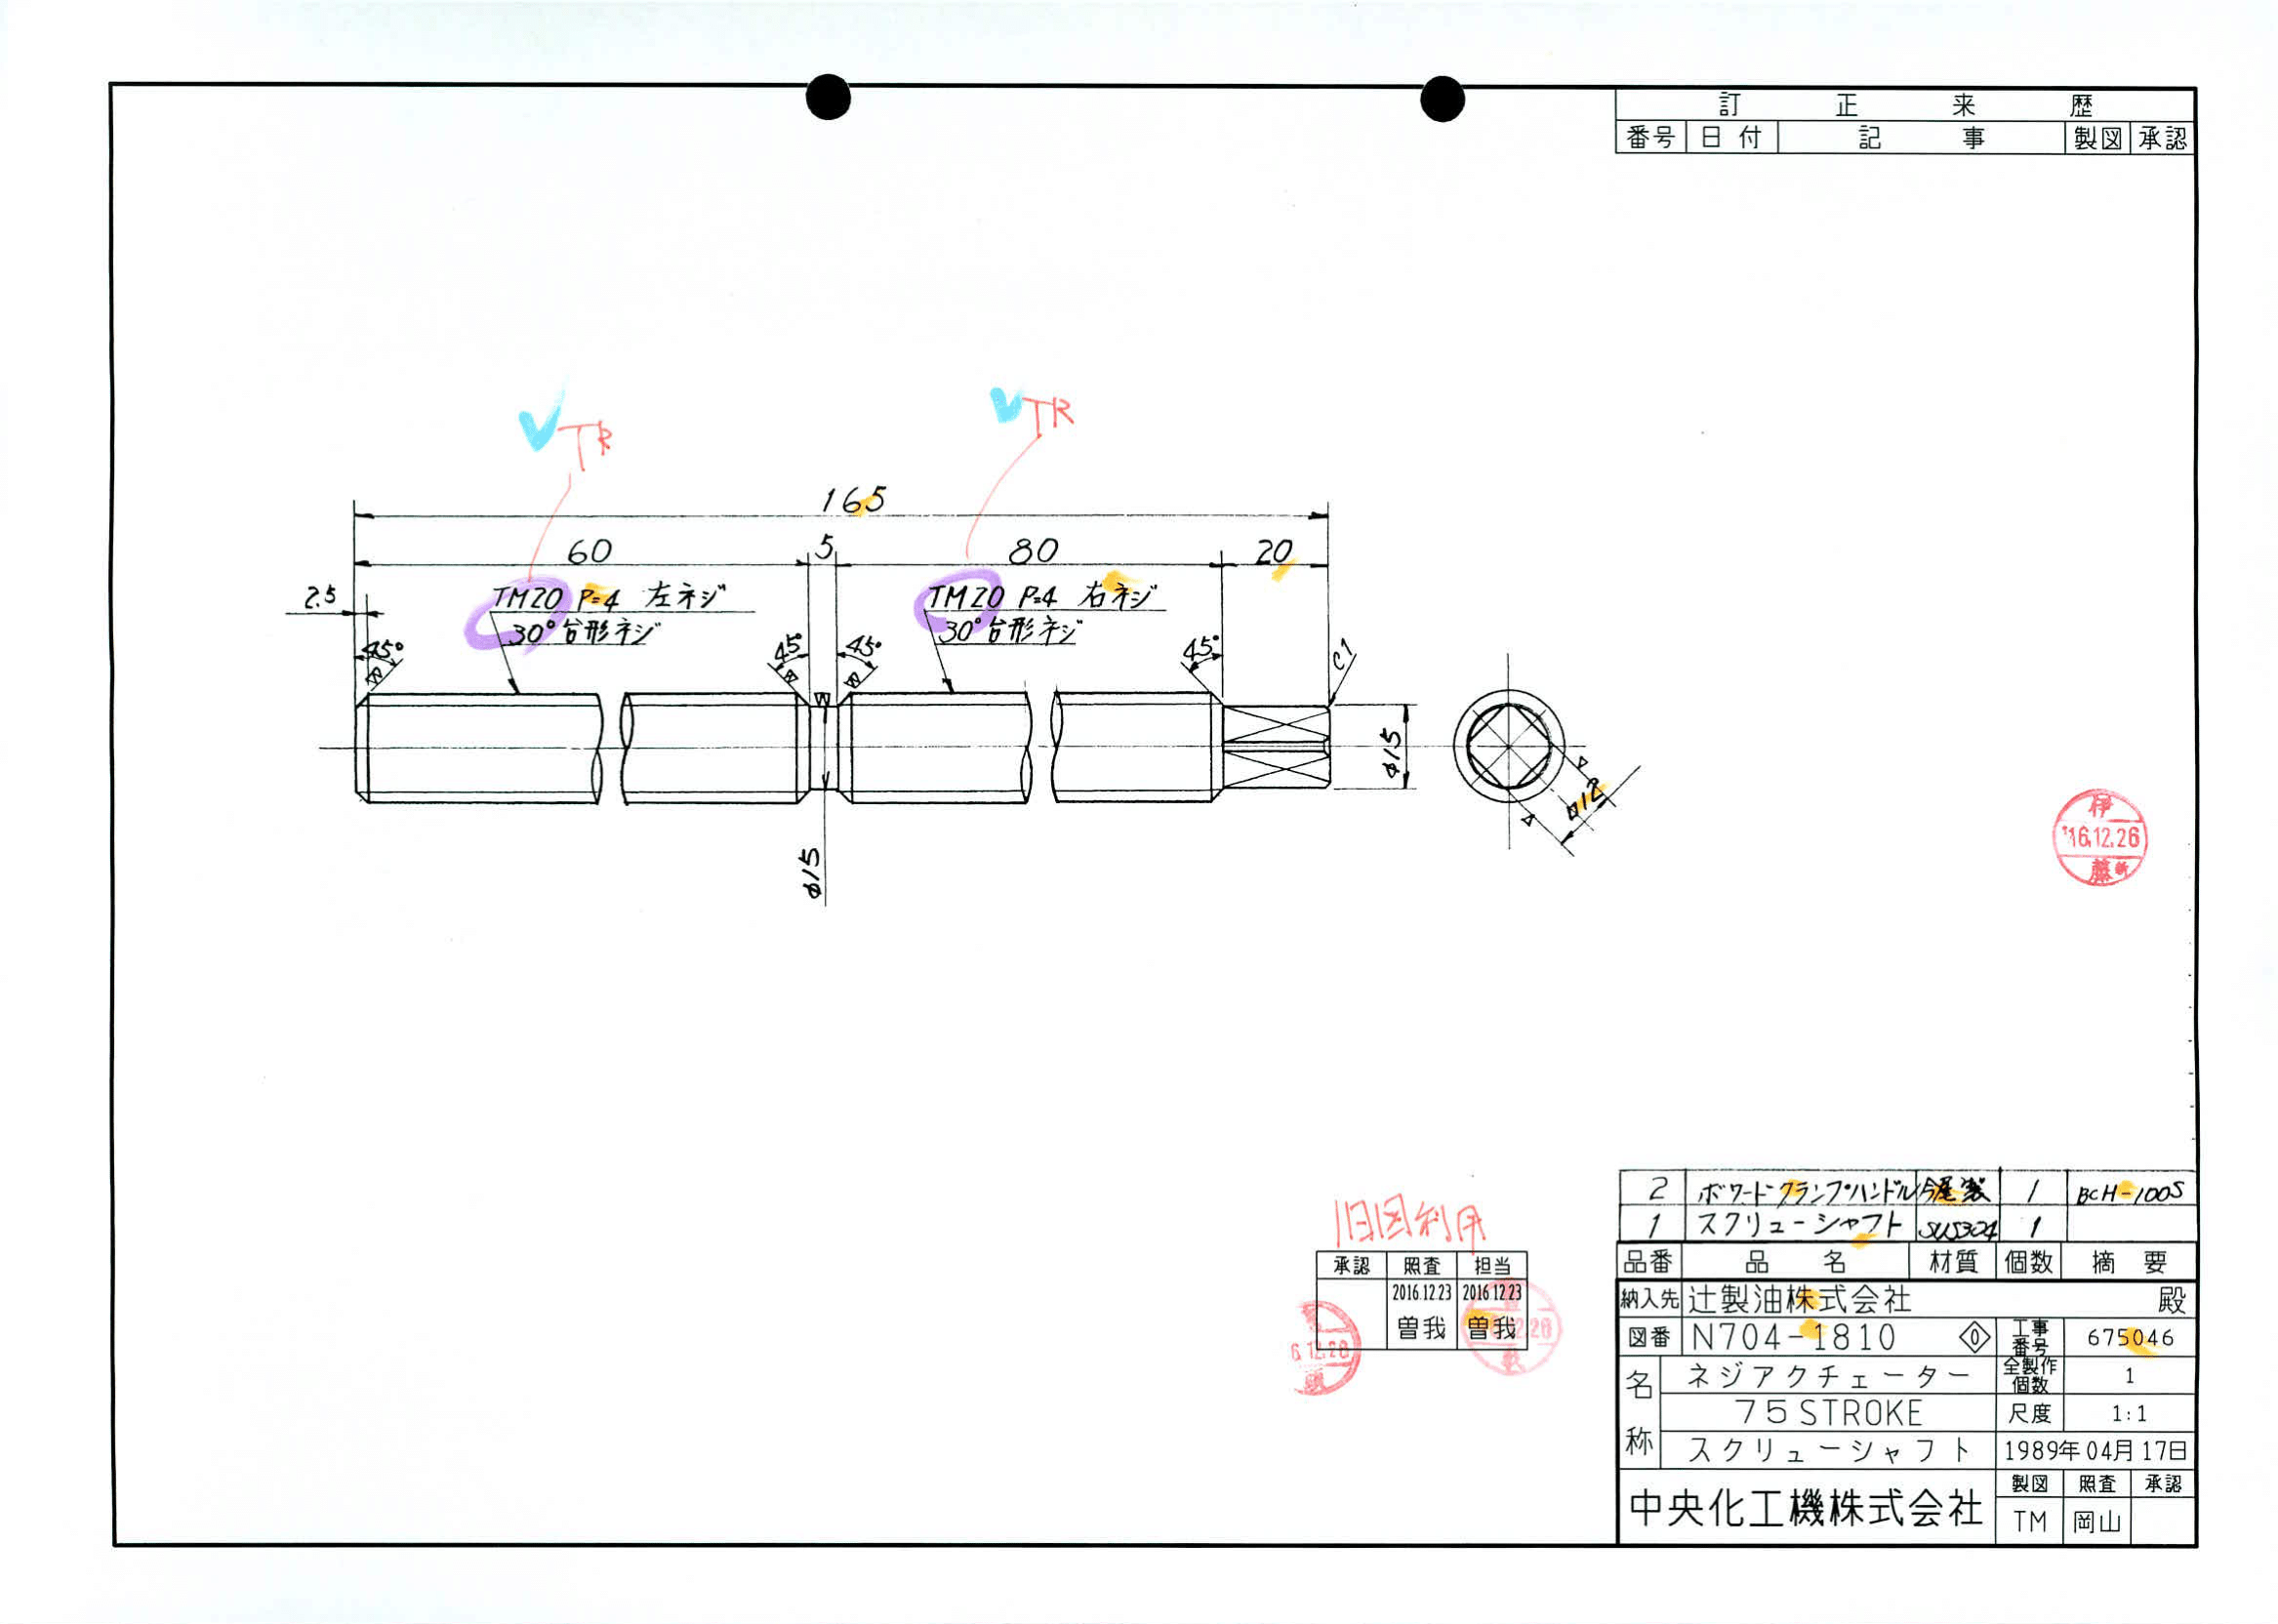 訂正来歴
番号 日付 記事 製図 承認
TR
TR
165
60 5 80 20
2.5
TM20 P=4 左ネジ
30°台形ネジ
TM20 P=4 右ネジ
30°台形ネジ
45° 45° 45° 45° C1
φ15
φ15
□12
伊
'16.12.26
藤
旧図利用
承認 照査 担当
2016.12.23 2016.12.23
曽我 曽我
2 ボワードクランプハンドル 今尾製 1 BCH-100S
1 スクリューシャフト SUS304 1
品番 品名 材質 個数 摘要
納入先 辻製油株式会社 殿
図番 N704-1810 0 工事番号 675046
名称 ネジアクチェーター 全製作個数 1
75STROKE 尺度 1:1
スクリューシャフト 1989年04月17日
中央化工機株式会社 製図 照査 承認
TM 岡山